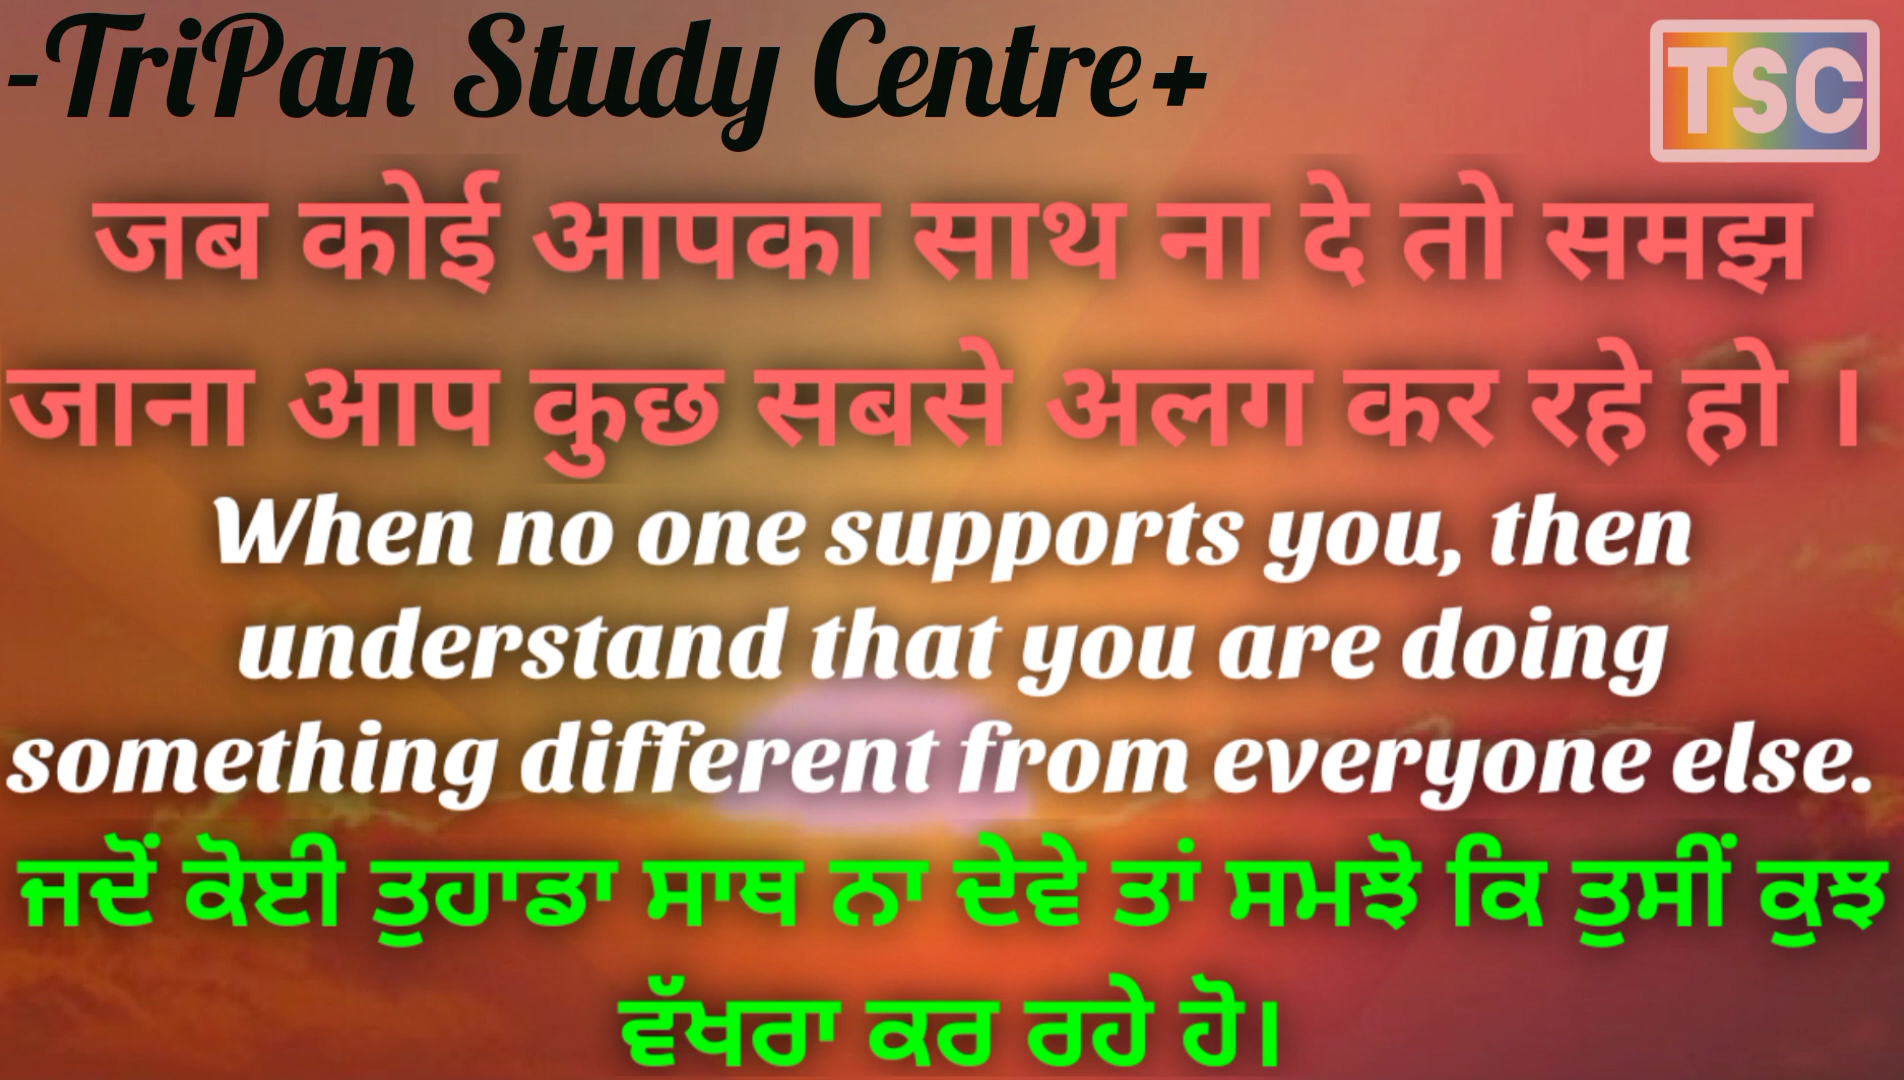 -TriPan Study Centre+
TSC
जब कोई आपका साथ ना दे तो समझ
जाना आप कुछ सबसे अलग कर रहे हो ।
When no one supports you, then
understand that you are doing
something different from everyone else.
ਜਦੋਂ ਕੋਈ ਤੁਹਾਡਾ ਸਾਥ ਨਾ ਦੇਵੇ ਤਾਂ ਸਮਝੋ ਕਿ ਤੁਸੀਂ ਕੁਝ
ਵੱਖਰਾ ਕਰ ਰਹੇ ਹੋ।